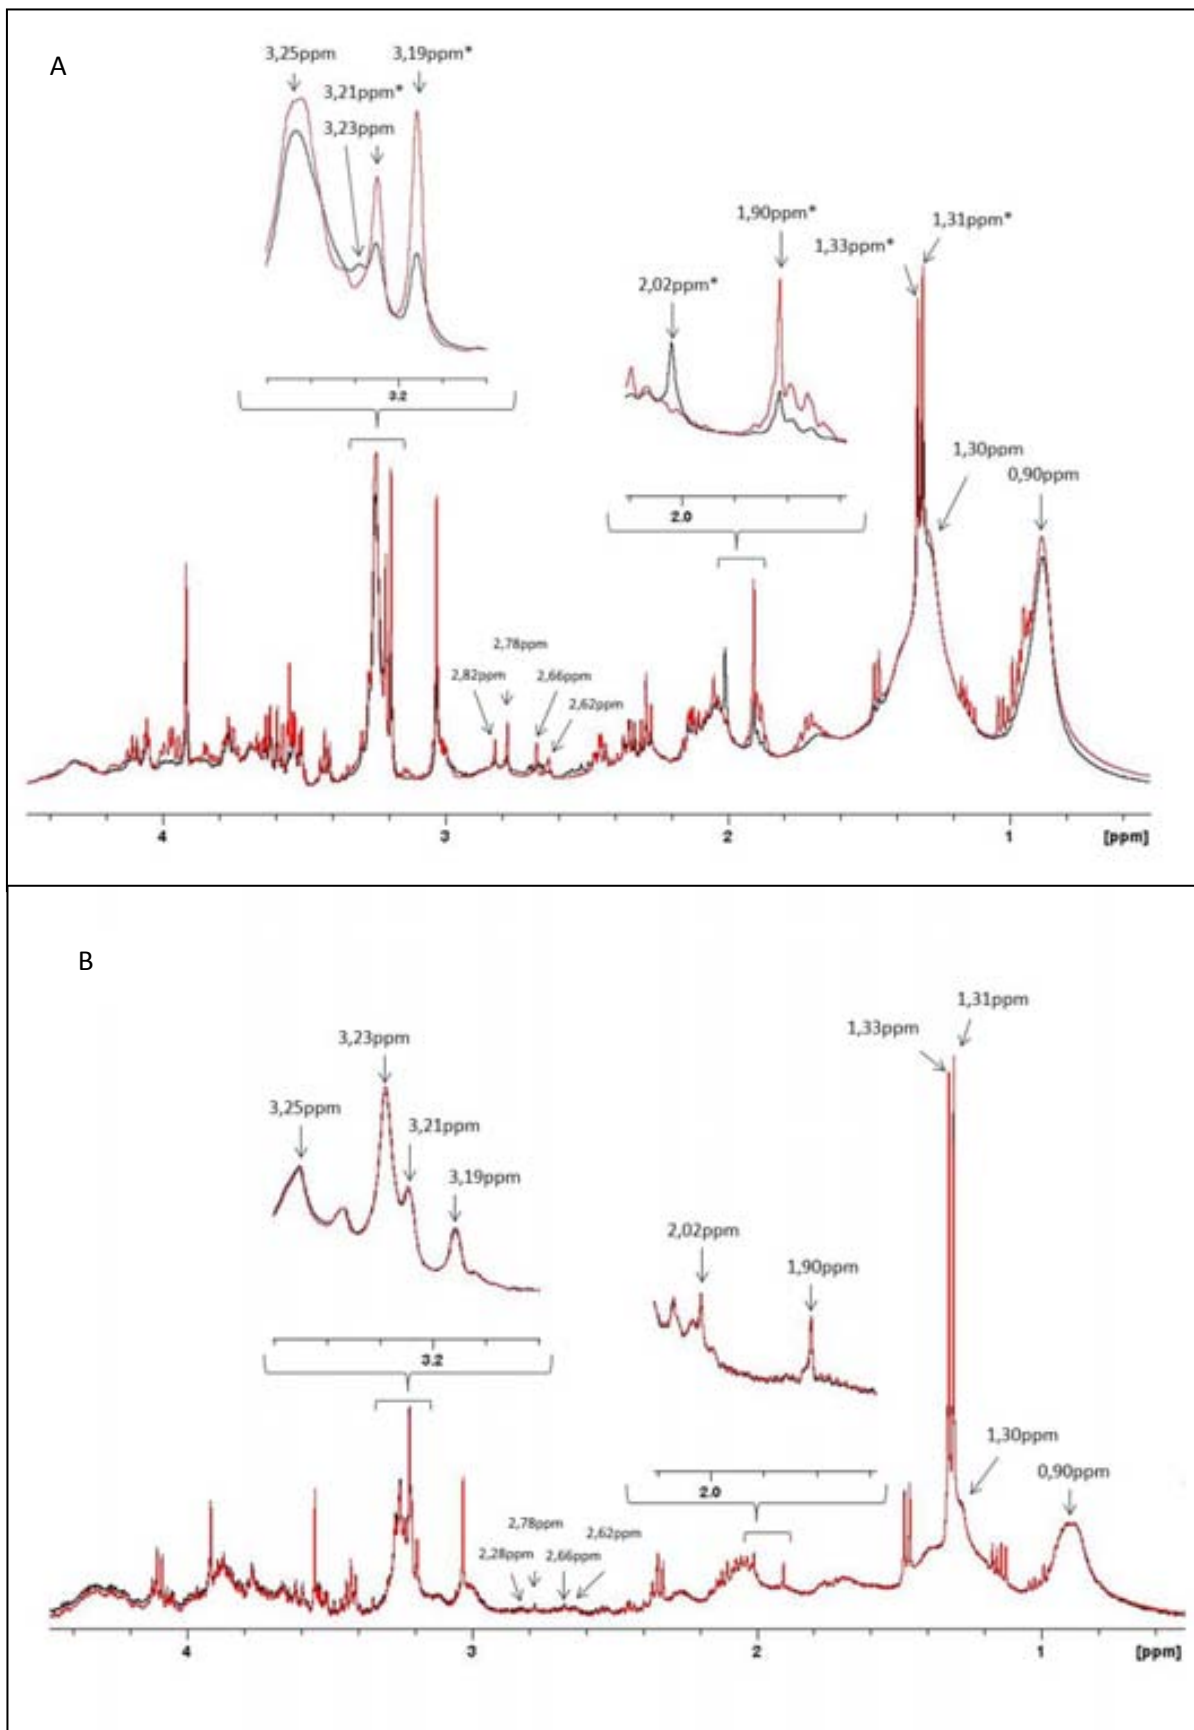 A
3,25ppm
3,19ppm*
3,21ppm*
3,23ppm
3.2
2,02ppm*
1,90ppm*
2.0
1,33ppm*
1,31ppm*
1,30ppm
0,90ppm
2,82ppm
2,78ppm
2,66ppm
2,62ppm
4 3 2 1 [ppm]
B
3,25ppm
3,23ppm
3,21ppm
3,19ppm
3.2
2,02ppm
1,90ppm
2.0
1,33ppm
1,31ppm
1,30ppm
0,90ppm
2,28ppm
2,78ppm
2,66ppm
2,62ppm
4 3 2 1 [ppm]